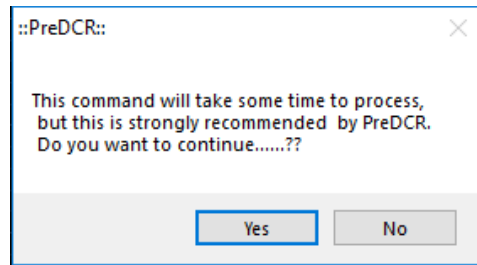 ::PreDCR::
This command will take some time to process,
but this is strongly recommended  by PreDCR.
Do you want to continue......??
Yes
No